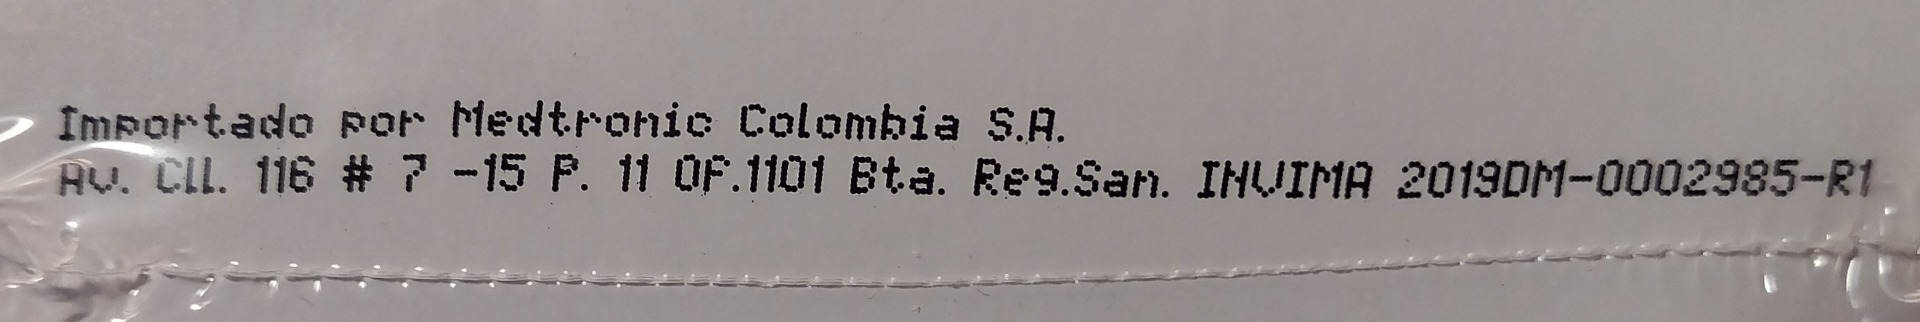 Importado por Medtronic Colombia S.A.
Av. Cll. 116 # 7 -15 P. 11 OF.1101 Bta. Reg.San. INVIMA 2019DM-0002985-R1